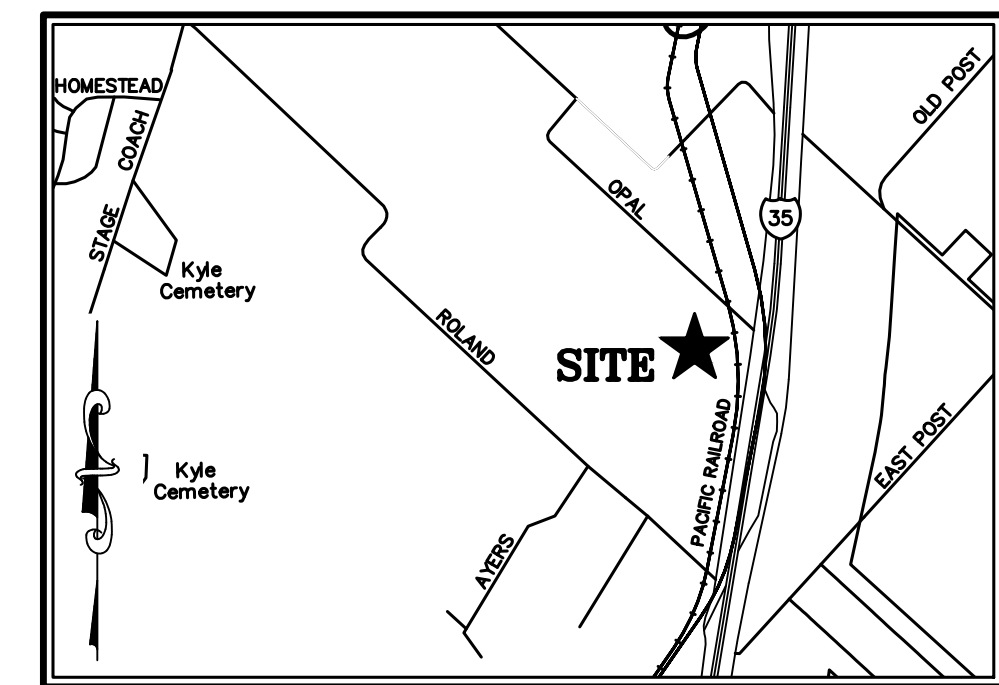 HOMESTEAD
STAGE COACH
Kyle
Cemetery
Kyle
Cemetery
ROLAND
OPAL
OLD POST
35
SITE
PACIFIC RAILROAD
EAST POST
AYERS